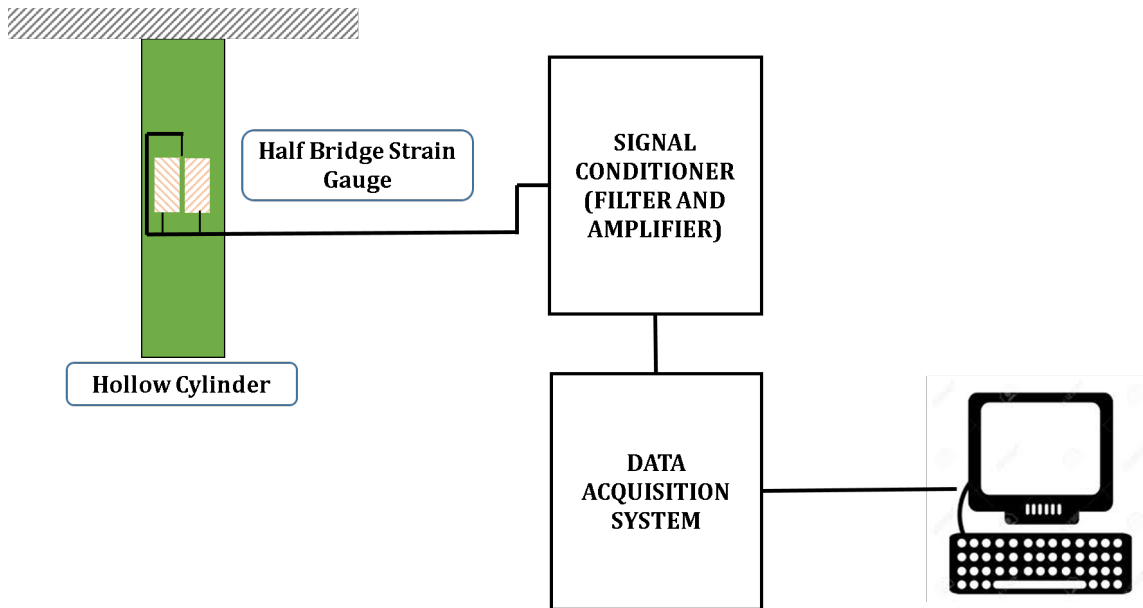 Half Bridge Strain
Gauge
SIGNAL
CONDITIONER
(FILTER AND
AMPLIFIER)
Hollow Cylinder
DATA
ACQUISITION
SYSTEM